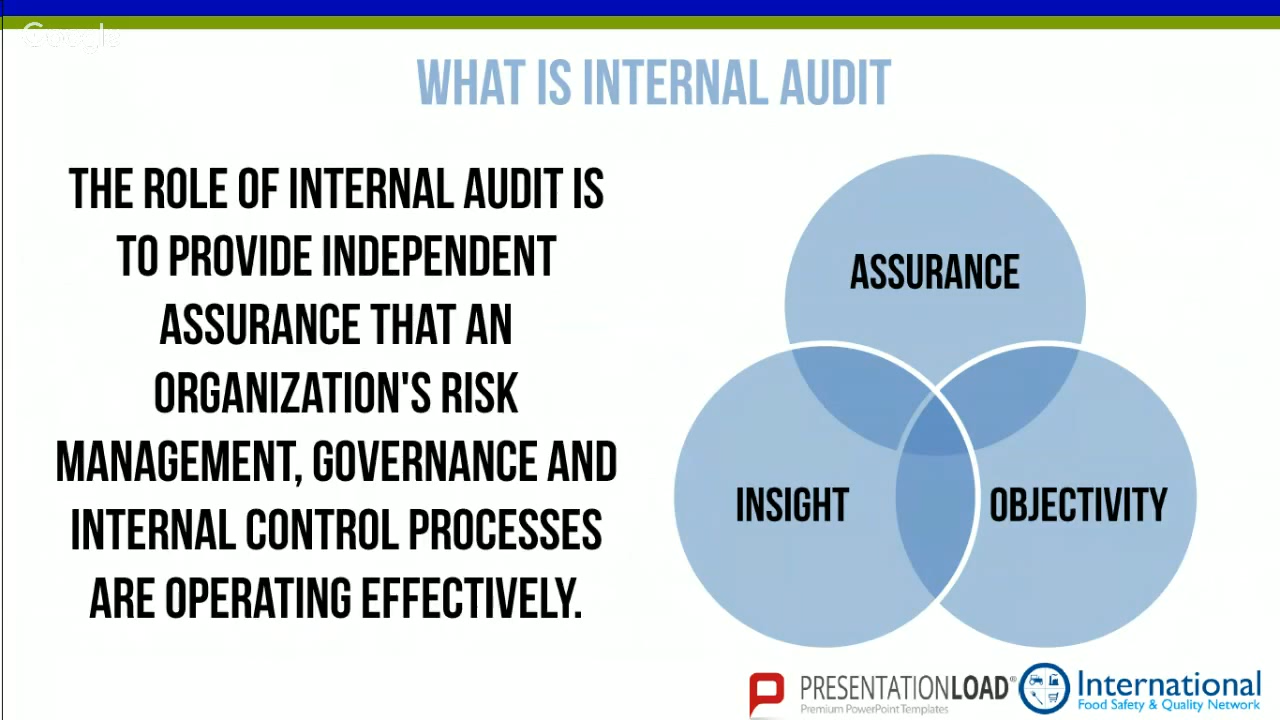 Google
WHAT IS INTERNAL AUDIT
THE ROLE OF INTERNAL AUDIT IS
TO PROVIDE INDEPENDENT
ASSURANCE THAT AN
ORGANIZATION'S RISK
MANAGEMENT, GOVERNANCE AND
INTERNAL CONTROL PROCESSES
ARE OPERATING EFFECTIVELY.
ASSURANCE
INSIGHT
OBJECTIVITY
PRESENTATIONLOAD®
Premium PowerPoint Templates
International
Food Safety & Quality Network